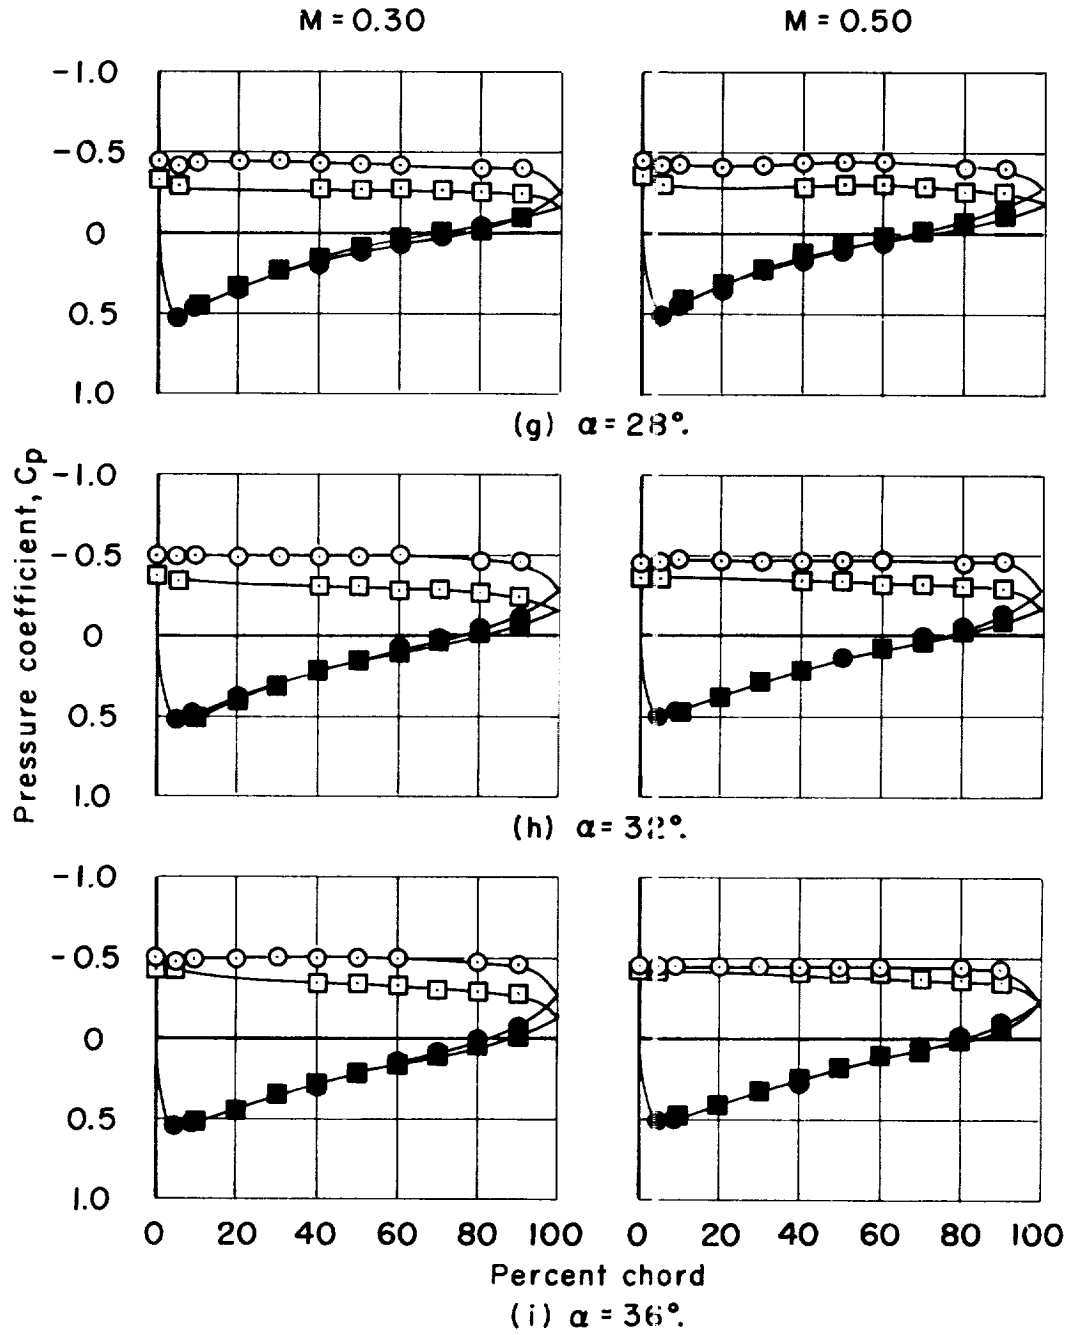 M = 0.30 M = 0.50
-1.0
-0.5
0
0.5
1.0
(g) α = 28°.
-1.0
-0.5
0
0.5
1.0
(h) α = 32°.
Pressure coefficient, Cp
-1.0
-0.5
0
0.5
1.0
0 20 40 60 80 100 0 20 40 60 80 100
Percent chord
(i) α = 36°.